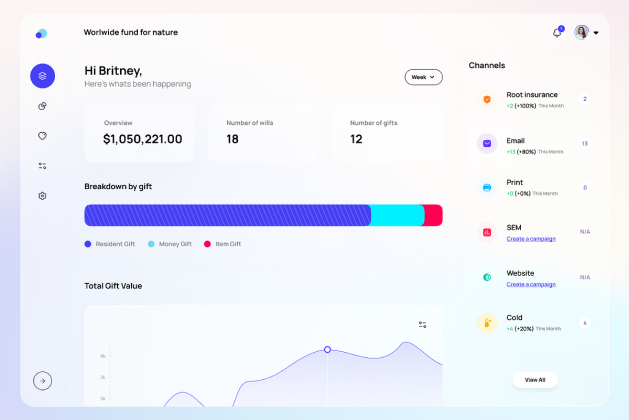 Worlwide fund for nature
1
Hi Britney,
Here's whats been happening
Week
Overview
$1,050,221.00
Number of wills
18
Number of gifts
12
Breakdown by gift
Resident Gift
Money Gift
Item Gift
Total Gift Value
Channels
Root insurance
+2 (+100%) This Month
2
Email
+13 (+80%) This Month
13
Print
+0 (+0%) This Month
0
SEM
Create a campaign
N/A
Website
Create a campaign
N/A
Cold
+4 (+20%) This Month
4
View All